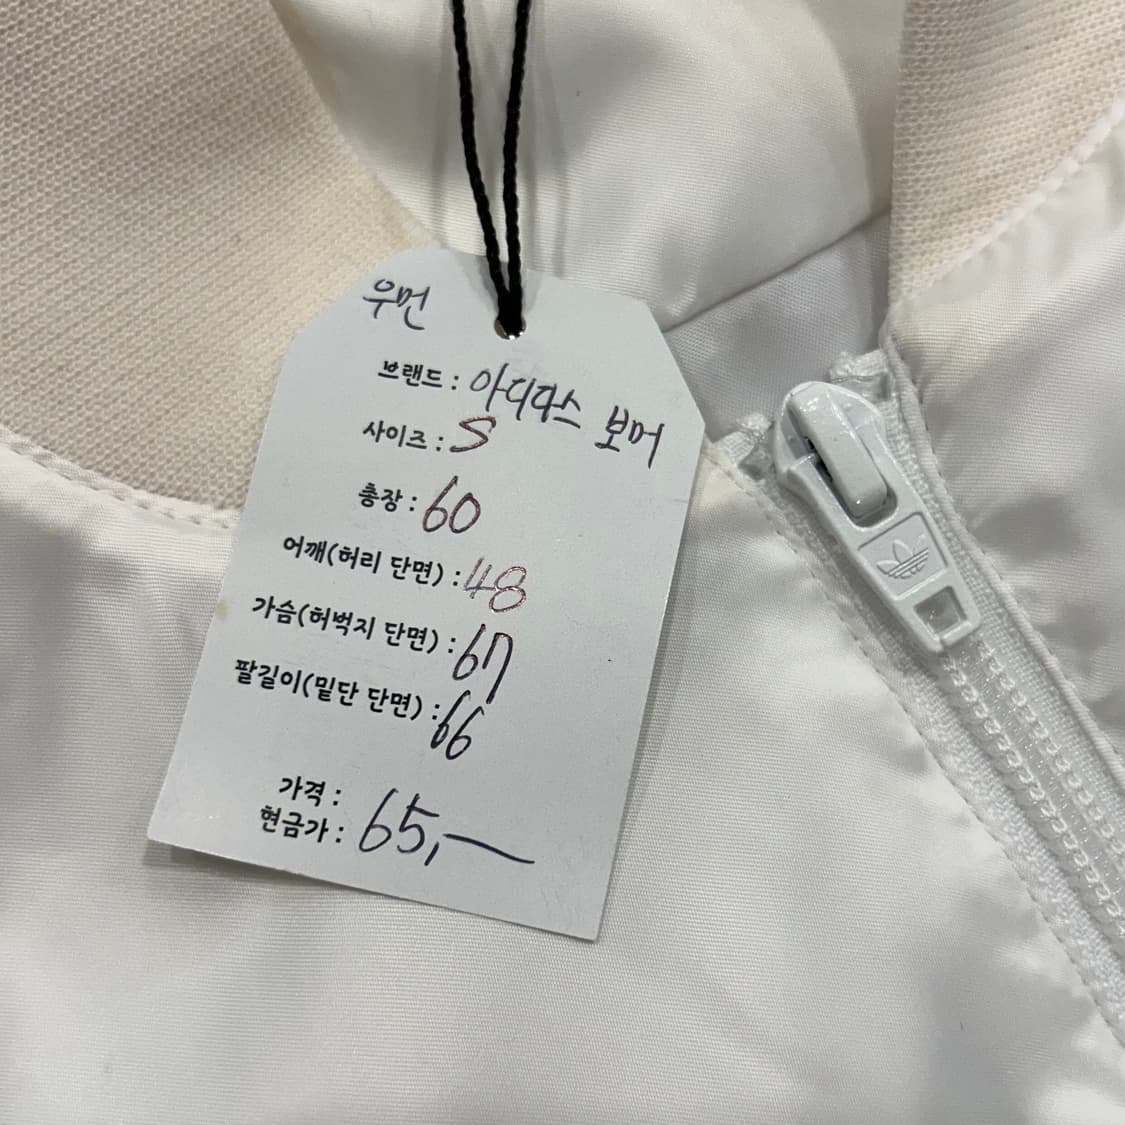 우먼
브랜드 : 아디다스 보머
사이즈 : S
총장 : 60
어깨(허리 단면) : 48
가슴(허벅지 단면) : 67
팔길이(밑단 단면) : 66
가격 :
현금가 : 65,—